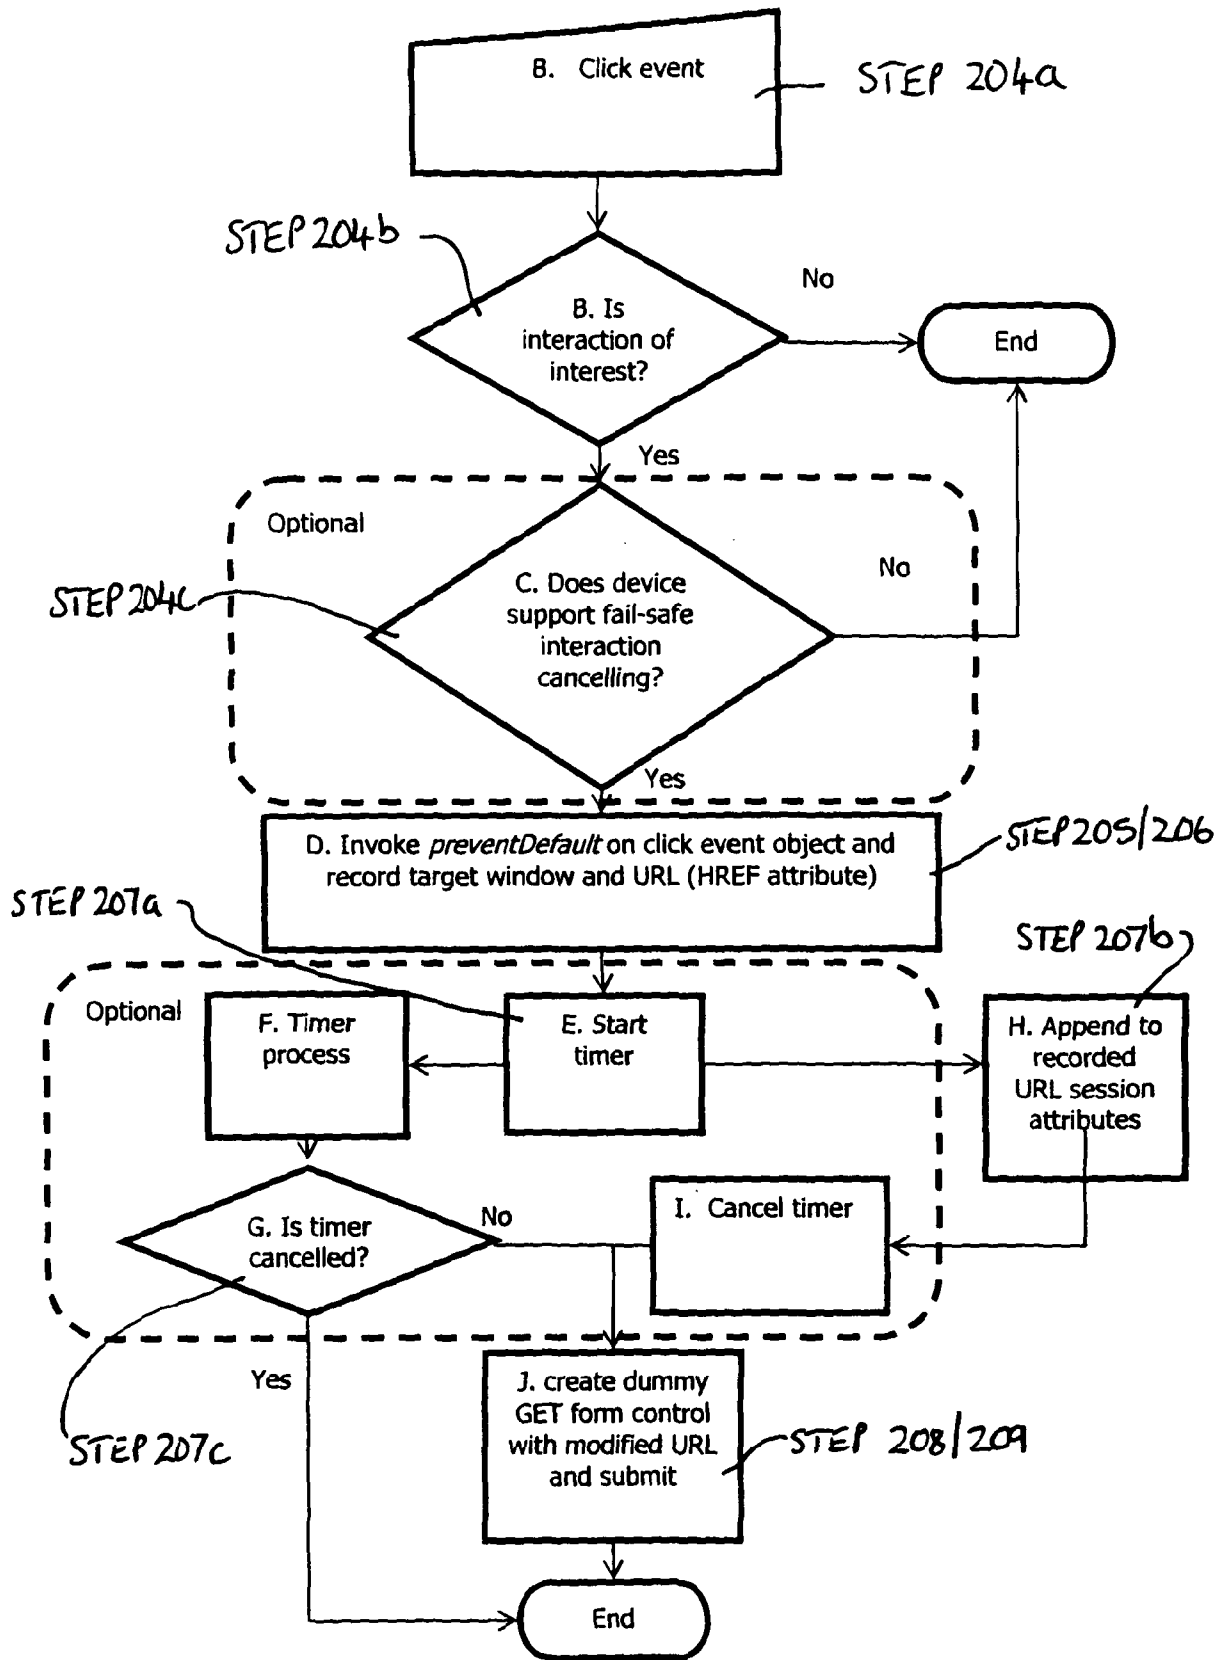 B. Click event
STEP 204a
STEP 204b
No
B. Is
interaction of
interest?
End
Yes
Optional
No
STEP 204c
C. Does device
support fail-safe
interaction
cancelling?
Yes
D. Invoke preventDefault on click event object and
record target window and URL (HREF attribute)
STEP 205/206
STEP 207a
STEP 207b
Optional
F. Timer
process
E. Start
timer
H. Append to
recorded
URL session
attributes
G. Is timer
cancelled?
No
I. Cancel timer
Yes
J. create dummy
GET form control
with modified URL
and submit
STEP 207c
STEP 208/209
End